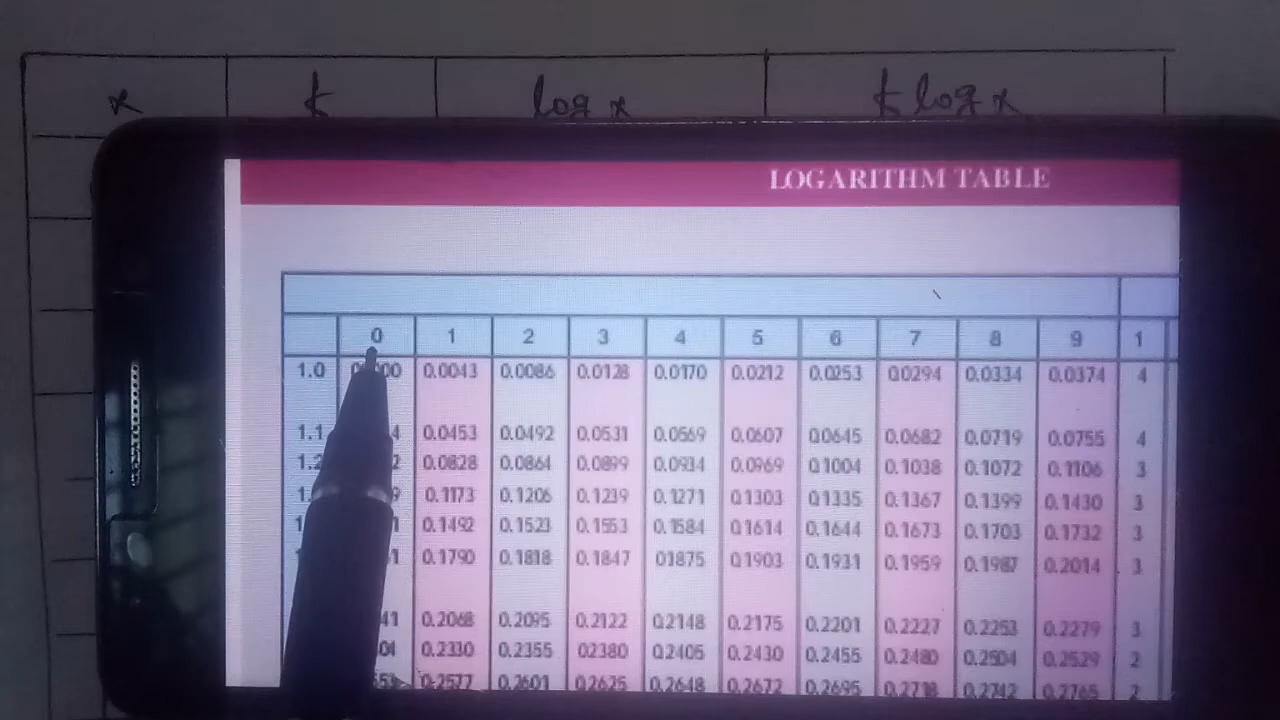 x f log x f log x
LOGARITHM TABLE
0 1 2 3 4 5 6 7 8 9 1
1.0 0.0043 0.0086 0.0128 0.0170 0.0212 0.0253 0.0294 0.0334 0.0374 4
1.1 0.0453 0.0492 0.0531 0.0569 0.0607 0.0645 0.0682 0.0719 0.0755 4
0.0828 0.0864 0.0899 0.0934 0.0969 0.1004 0.1038 0.1072 0.1106 3
0.1173 0.1206 0.1239 0.1271 0.1303 0.1335 0.1367 0.1399 0.1430 3
0.1492 0.1523 0.1553 0.1584 0.1614 0.1644 0.1673 0.1703 0.1732 3
0.1790 0.1818 0.1847 01875 0.1903 0.1931 0.1959 0.1987 0.2014 3
0.2068 0.2095 0.2122 0.2148 0.2175 0.2201 0.2227 0.2253 0.2279 3
0.2330 0.2355 02380 0.2405 0.2430 0.2455 0.2480 0.2504 0.2529 2
0.2577 0.2601 0.2625 0.2648 0.2672 0.2695 0.2718 0.2742 0.2765 2